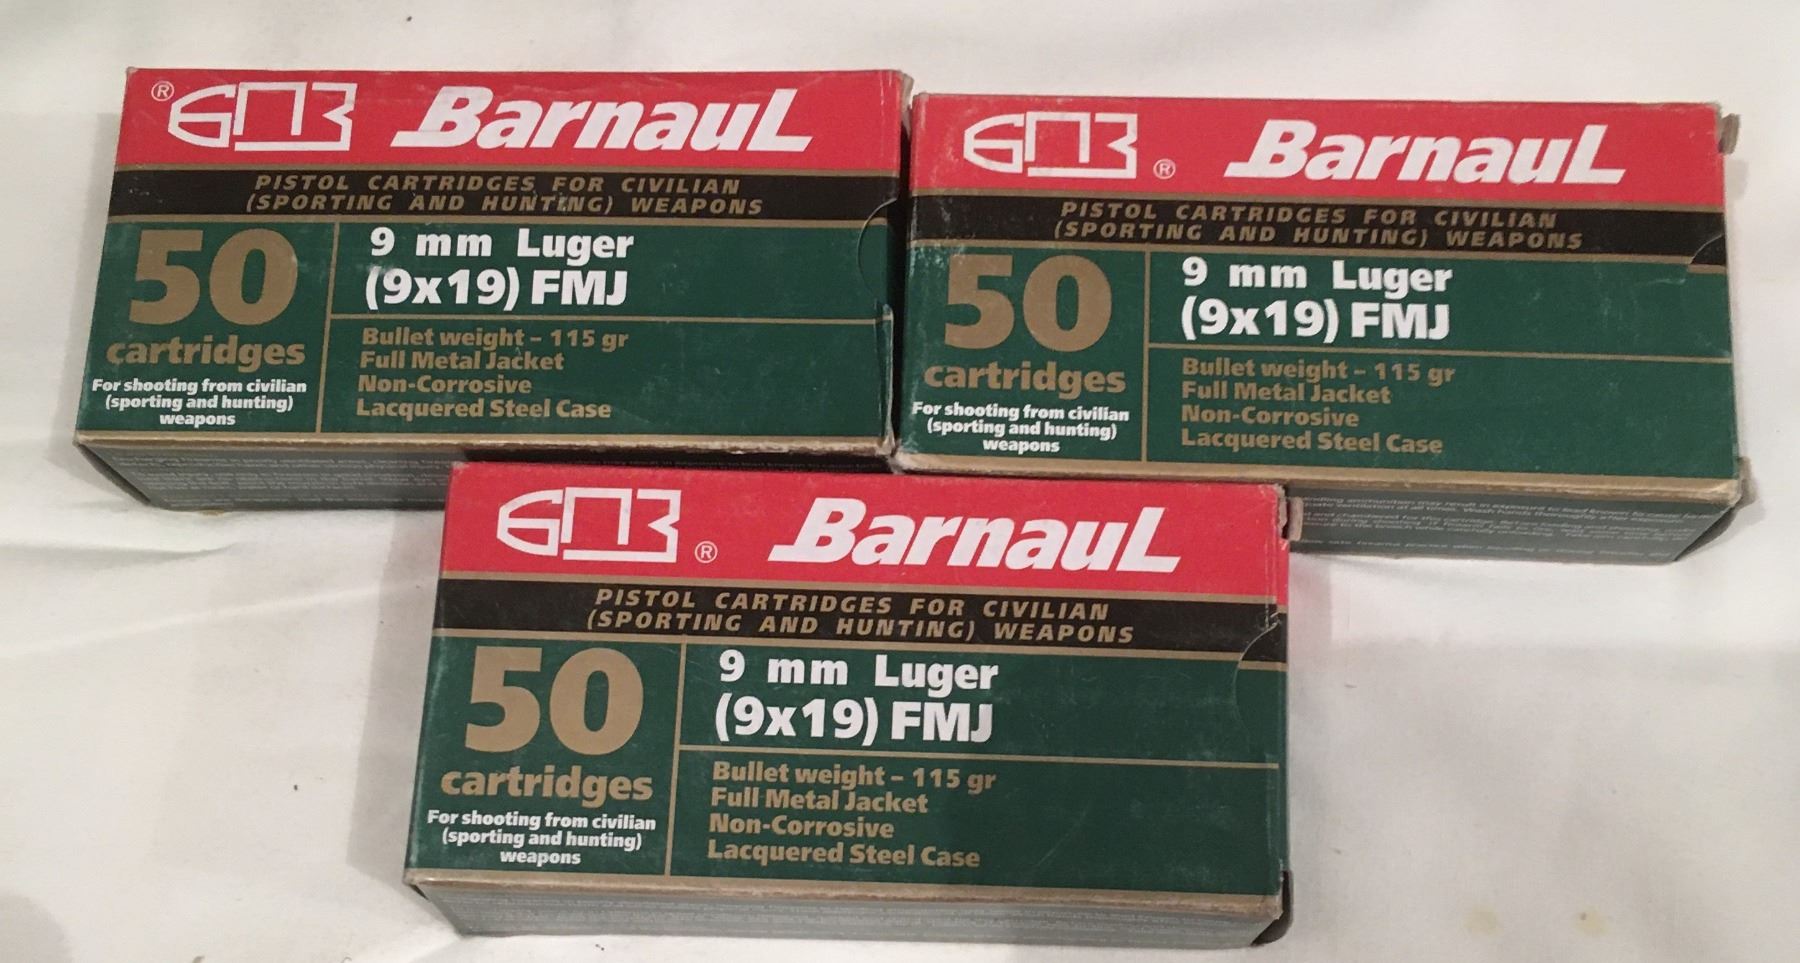 ® БПЗ Barnaul
PISTOL CARTRIDGES FOR CIVILIAN
(SPORTING AND HUNTING) WEAPONS
50
cartridges
For shooting from civilian
(sporting and hunting)
weapons
9 mm Luger
(9x19) FMJ
Bullet weight – 115 gr
Full Metal Jacket
Non-Corrosive
Lacquered Steel Case
БПЗ ® Barnaul
PISTOL CARTRIDGES FOR CIVILIAN
(SPORTING AND HUNTING) WEAPONS
50
cartridges
For shooting from civilian
(sporting and hunting)
weapons
9 mm Luger
(9x19) FMJ
Bullet weight – 115 gr
Full Metal Jacket
Non-Corrosive
Lacquered Steel Case
БПЗ ® Barnaul
PISTOL CARTRIDGES FOR CIVILIAN
(SPORTING AND HUNTING) WEAPONS
50
cartridges
For shooting from civilian
(sporting and hunting)
weapons
9 mm Luger
(9x19) FMJ
Bullet weight – 115 gr
Full Metal Jacket
Non-Corrosive
Lacquered Steel Case